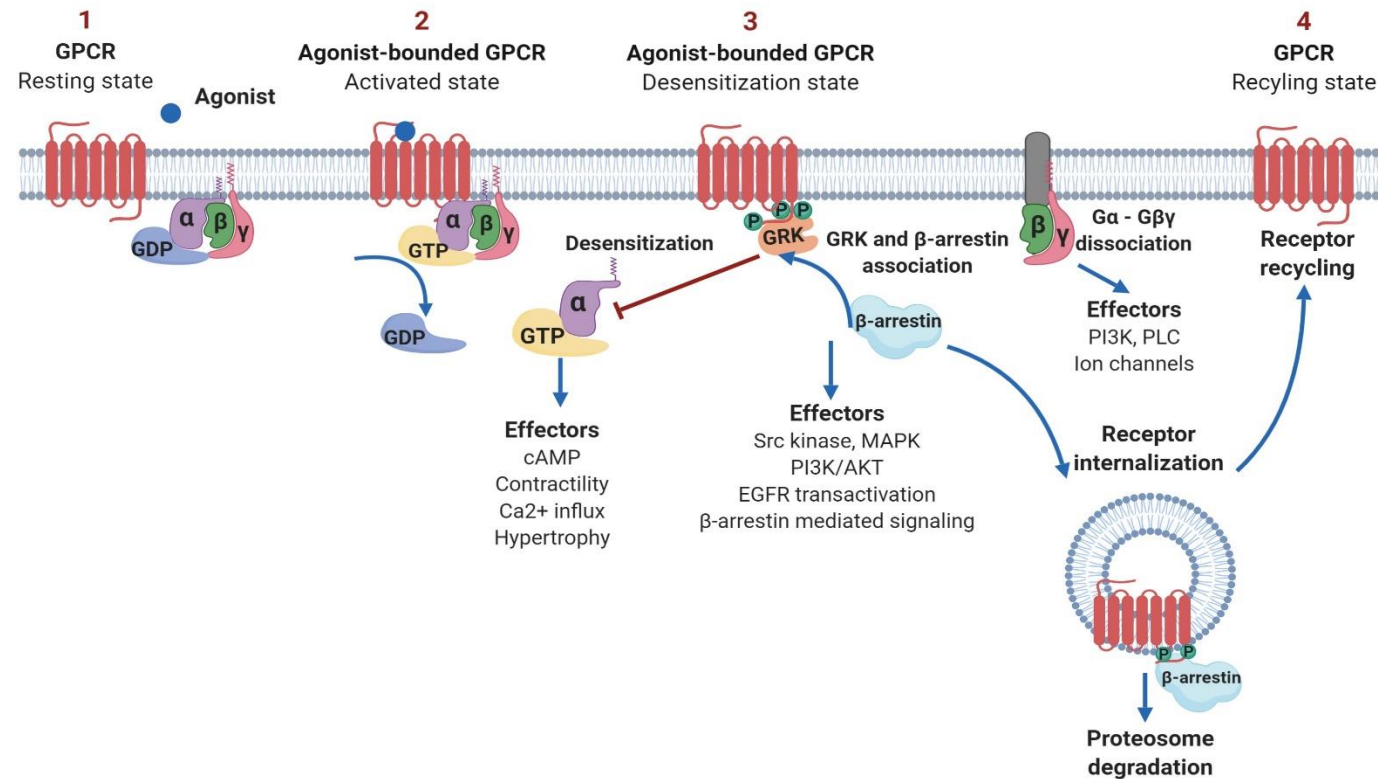 1
GPCR
Resting state
Agonist
α
β
γ
GDP
2
Agonist-bounded GPCR
Activated state
α
β
γ
GTP
GDP
Desensitization
α
GTP
Effectors
cAMP
Contractility
Ca2+ influx
Hypertrophy
3
Agonist-bounded GPCR
Desensitization state
P
P
P
GRK
GRK and β-arrestin
association
β-arrestin
Effectors
Src kinase, MAPK
PI3K/AKT
EGFR transactivation
β-arrestin mediated signaling
β
γ
Gα - Gβγ
dissociation
Effectors
PI3K, PLC
Ion channels
Receptor
internalization
P
P
β-arrestin
Proteosome
degradation
4
GPCR
Recyling state
Receptor
recycling